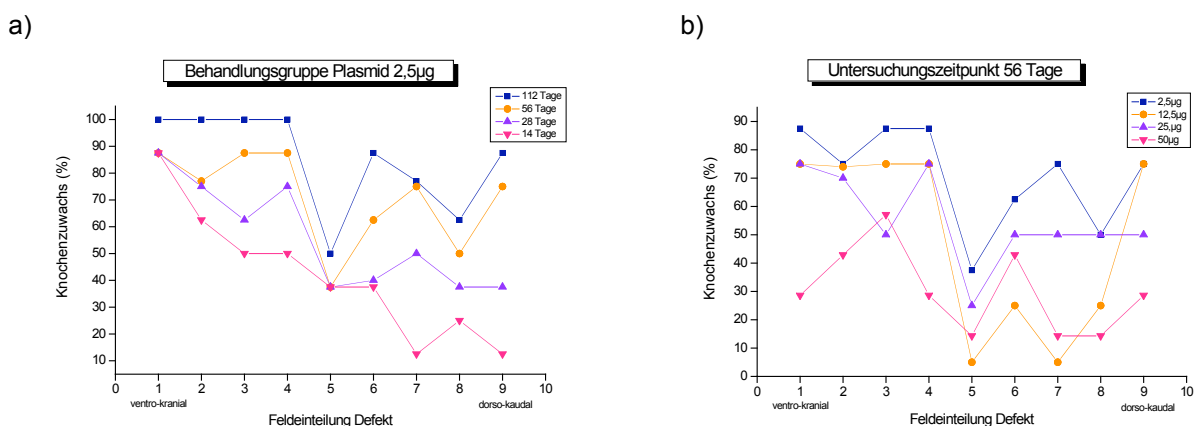 a)
Behandlungsgruppe Plasmid 2,5µg
112 Tage
56 Tage
28 Tage
14 Tage
Knochenzuwachs (%)
100
90
80
70
60
50
40
30
20
10
0 1 2 3 4 5 6 7 8 9 10
ventro-kranial dorso-kaudal
Feldeinteilung Defekt
b)
Untersuchungszeitpunkt 56 Tage
2,5µg
12,5µg
25,µg
50µg
Knochenzuwachs (%)
90
80
70
60
50
40
30
20
10
0
0 1 2 3 4 5 6 7 8 9 10
ventro-kranial dorso-kaudal
Feldeinteilung Defekt